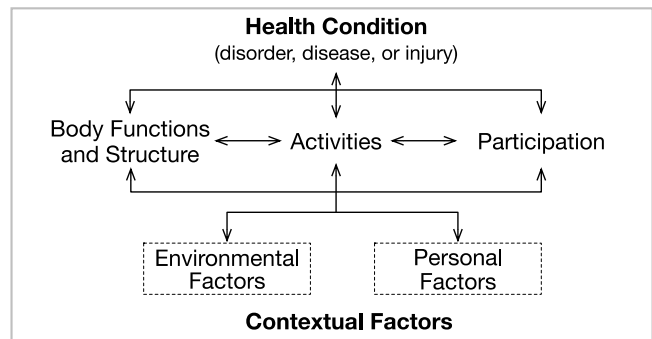 Health Condition
(disorder, disease, or injury)
Body Functions
and Structure
Activities
Participation
Environmental
Factors
Personal
Factors
Contextual Factors